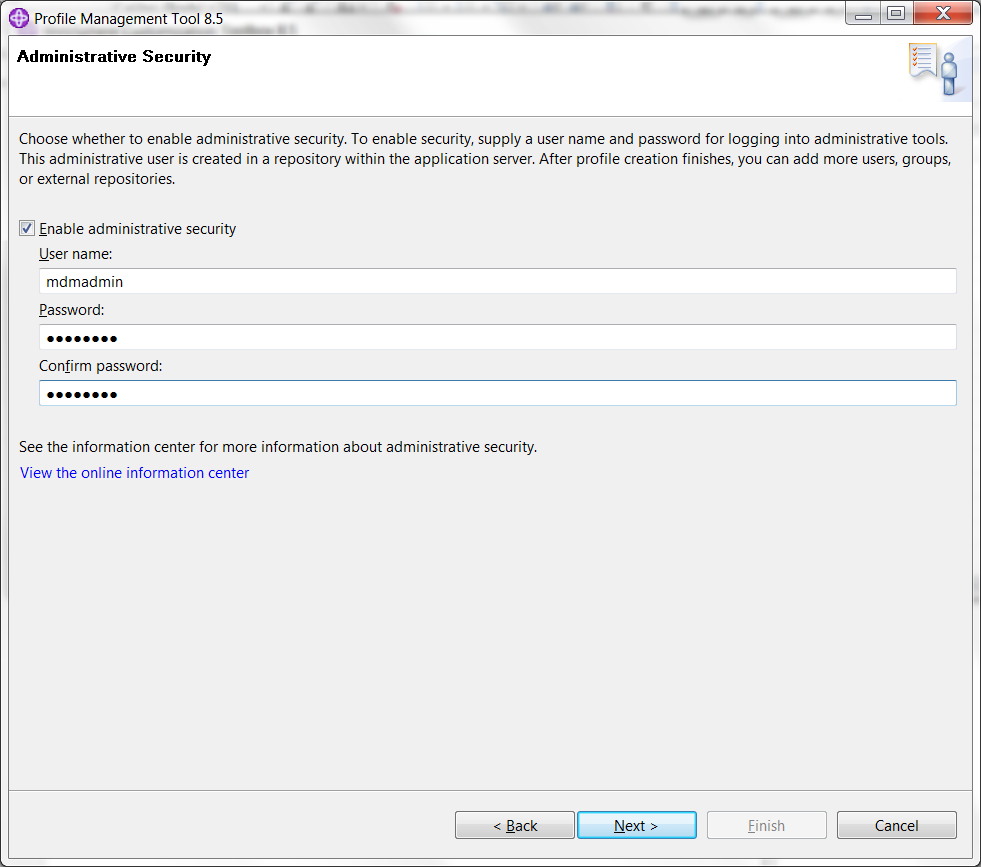 Profile Management Tool 8.5
Administrative Security
Choose whether to enable administrative security. To enable security, supply a user name and password for logging into administrative tools.
This administrative user is created in a repository within the application server. After profile creation finishes, you can add more users, groups,
or external repositories.
Enable administrative security
User name:
mdmadmin
Password:
●●●●●●●●
Confirm password:
●●●●●●●●
See the information center for more information about administrative security.
View the online information center
< Back Next > Finish Cancel